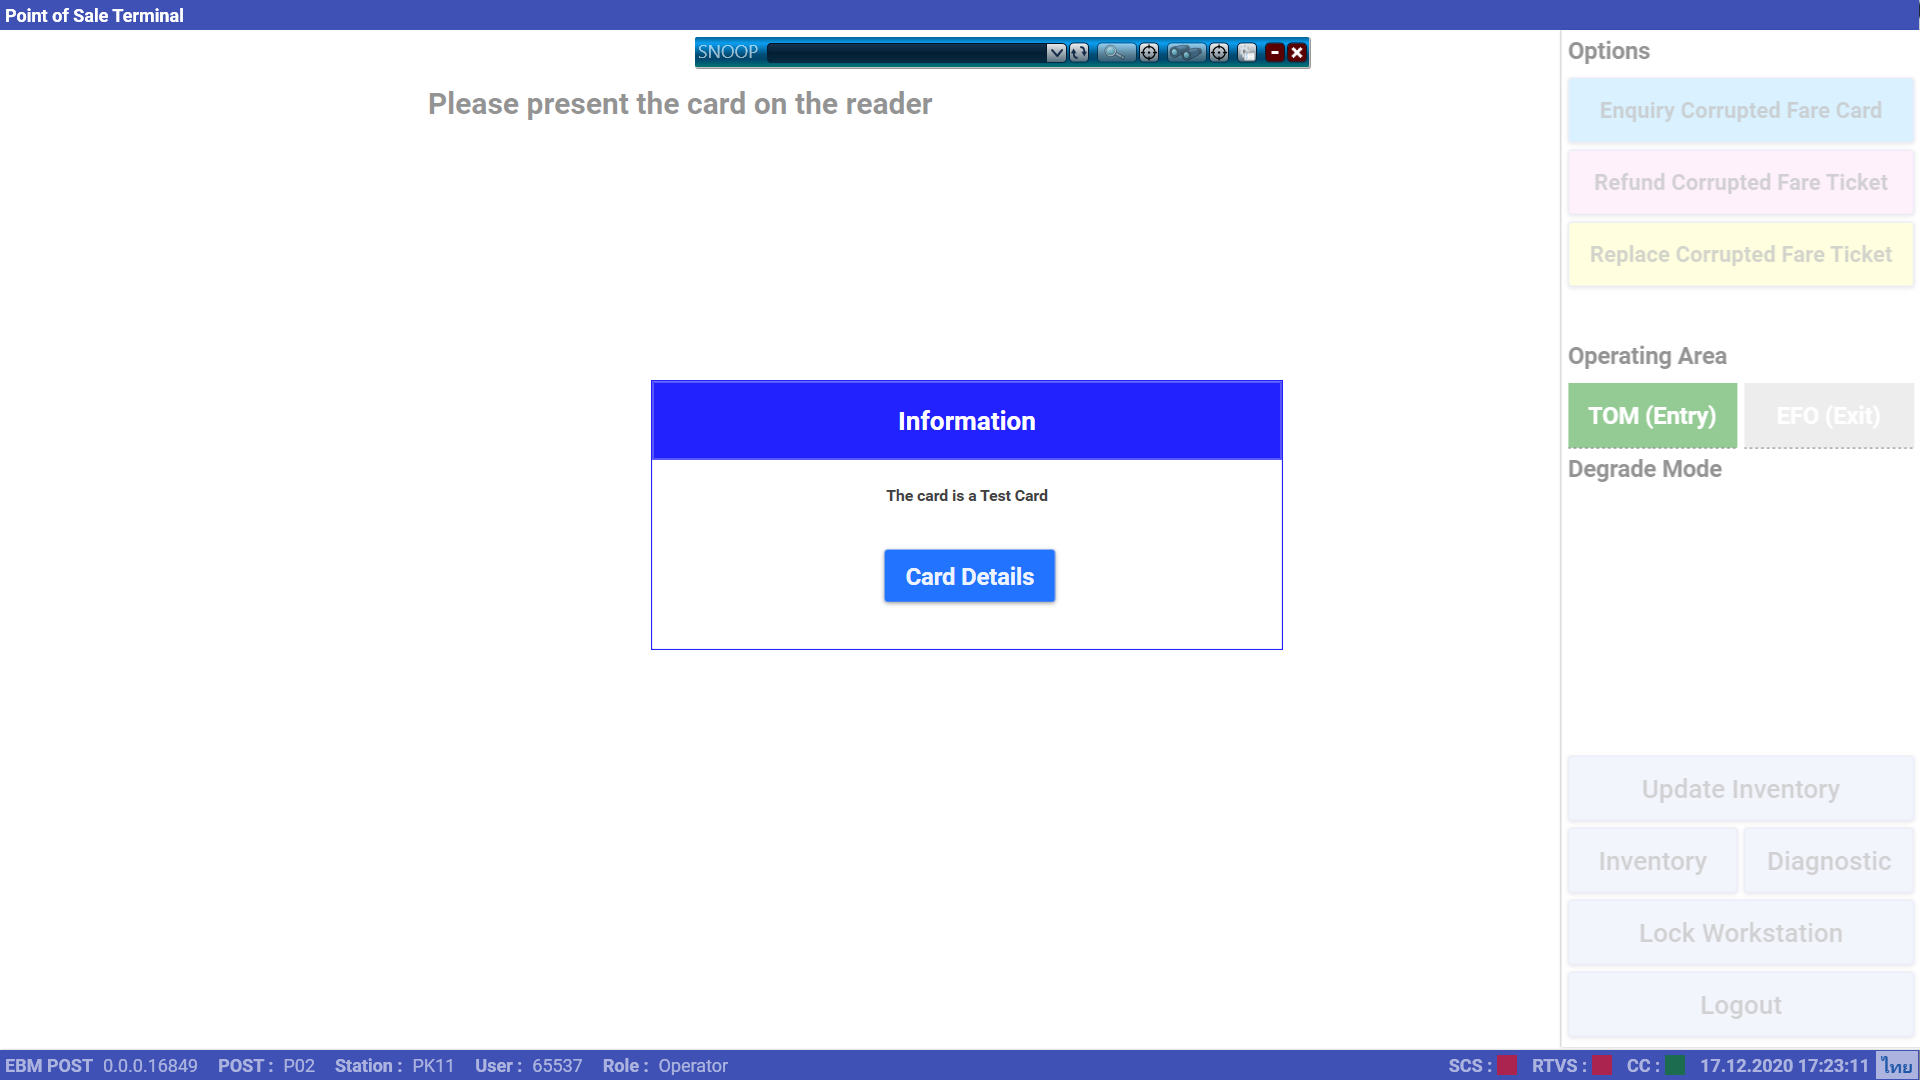 Point of Sale Terminal
SNOOP
Please present the card on the reader
Options
Enquiry Corrupted Fare Card
Refund Corrupted Fare Ticket
Replace Corrupted Fare Ticket
Operating Area
TOM (Entry)
EFO (Exit)
Degrade Mode
Information
The card is a Test Card
Card Details
Update Inventory
Inventory
Diagnostic
Lock Workstation
Logout
EBM POST 0.0.0.16849 POST : P02 Station : PK11 User : 65537 Role : Operator SCS : RTVS : CC : 17.12.2020 17:23:11 ไทย